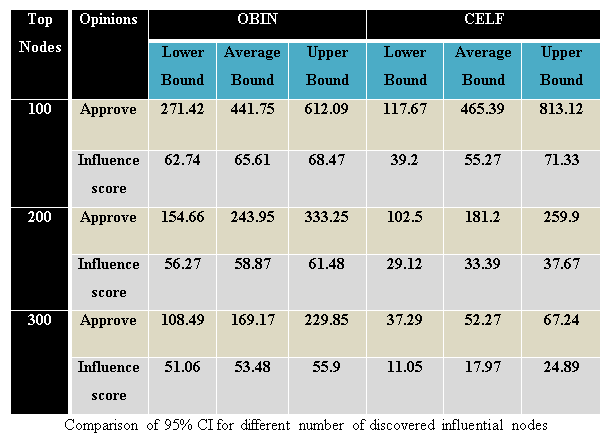 Top Nodes Opinions OBIN CELF
Lower Bound Average Bound Upper Bound Lower Bound Average Bound Upper Bound
100 Approve 271.42 441.75 612.09 117.67 465.39 813.12
Influence score 62.74 65.61 68.47 39.2 55.27 71.33
200 Approve 154.66 243.95 333.25 102.5 181.2 259.9
Influence score 56.27 58.87 61.48 29.12 33.39 37.67
300 Approve 108.49 169.17 229.85 37.29 52.27 67.24
Influence score 51.06 53.48 55.9 11.05 17.97 24.89
Comparison of 95% CI for different number of discovered influential nodes